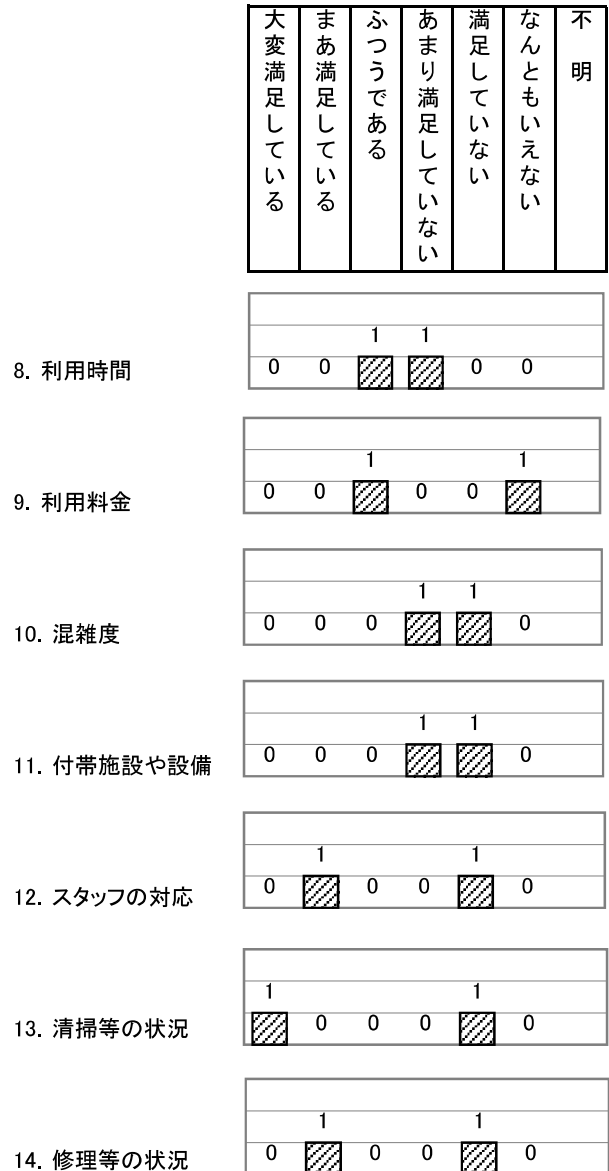 大変満足している
まあ満足している
ふつうである
あまり満足していない
満足していない
なんともいえない
不　明
1 1
8. 利用時間 0 0 0 0
1 1
9. 利用料金 0 0 0 0
1 1
10. 混雑度 0 0 0 0
1 1
11. 付帯施設や設備 0 0 0 0
1 1
12. スタッフの対応 0 0 0 0
1 1
13. 清掃等の状況 0 0 0 0
1 1
14. 修理等の状況 0 0 0 0